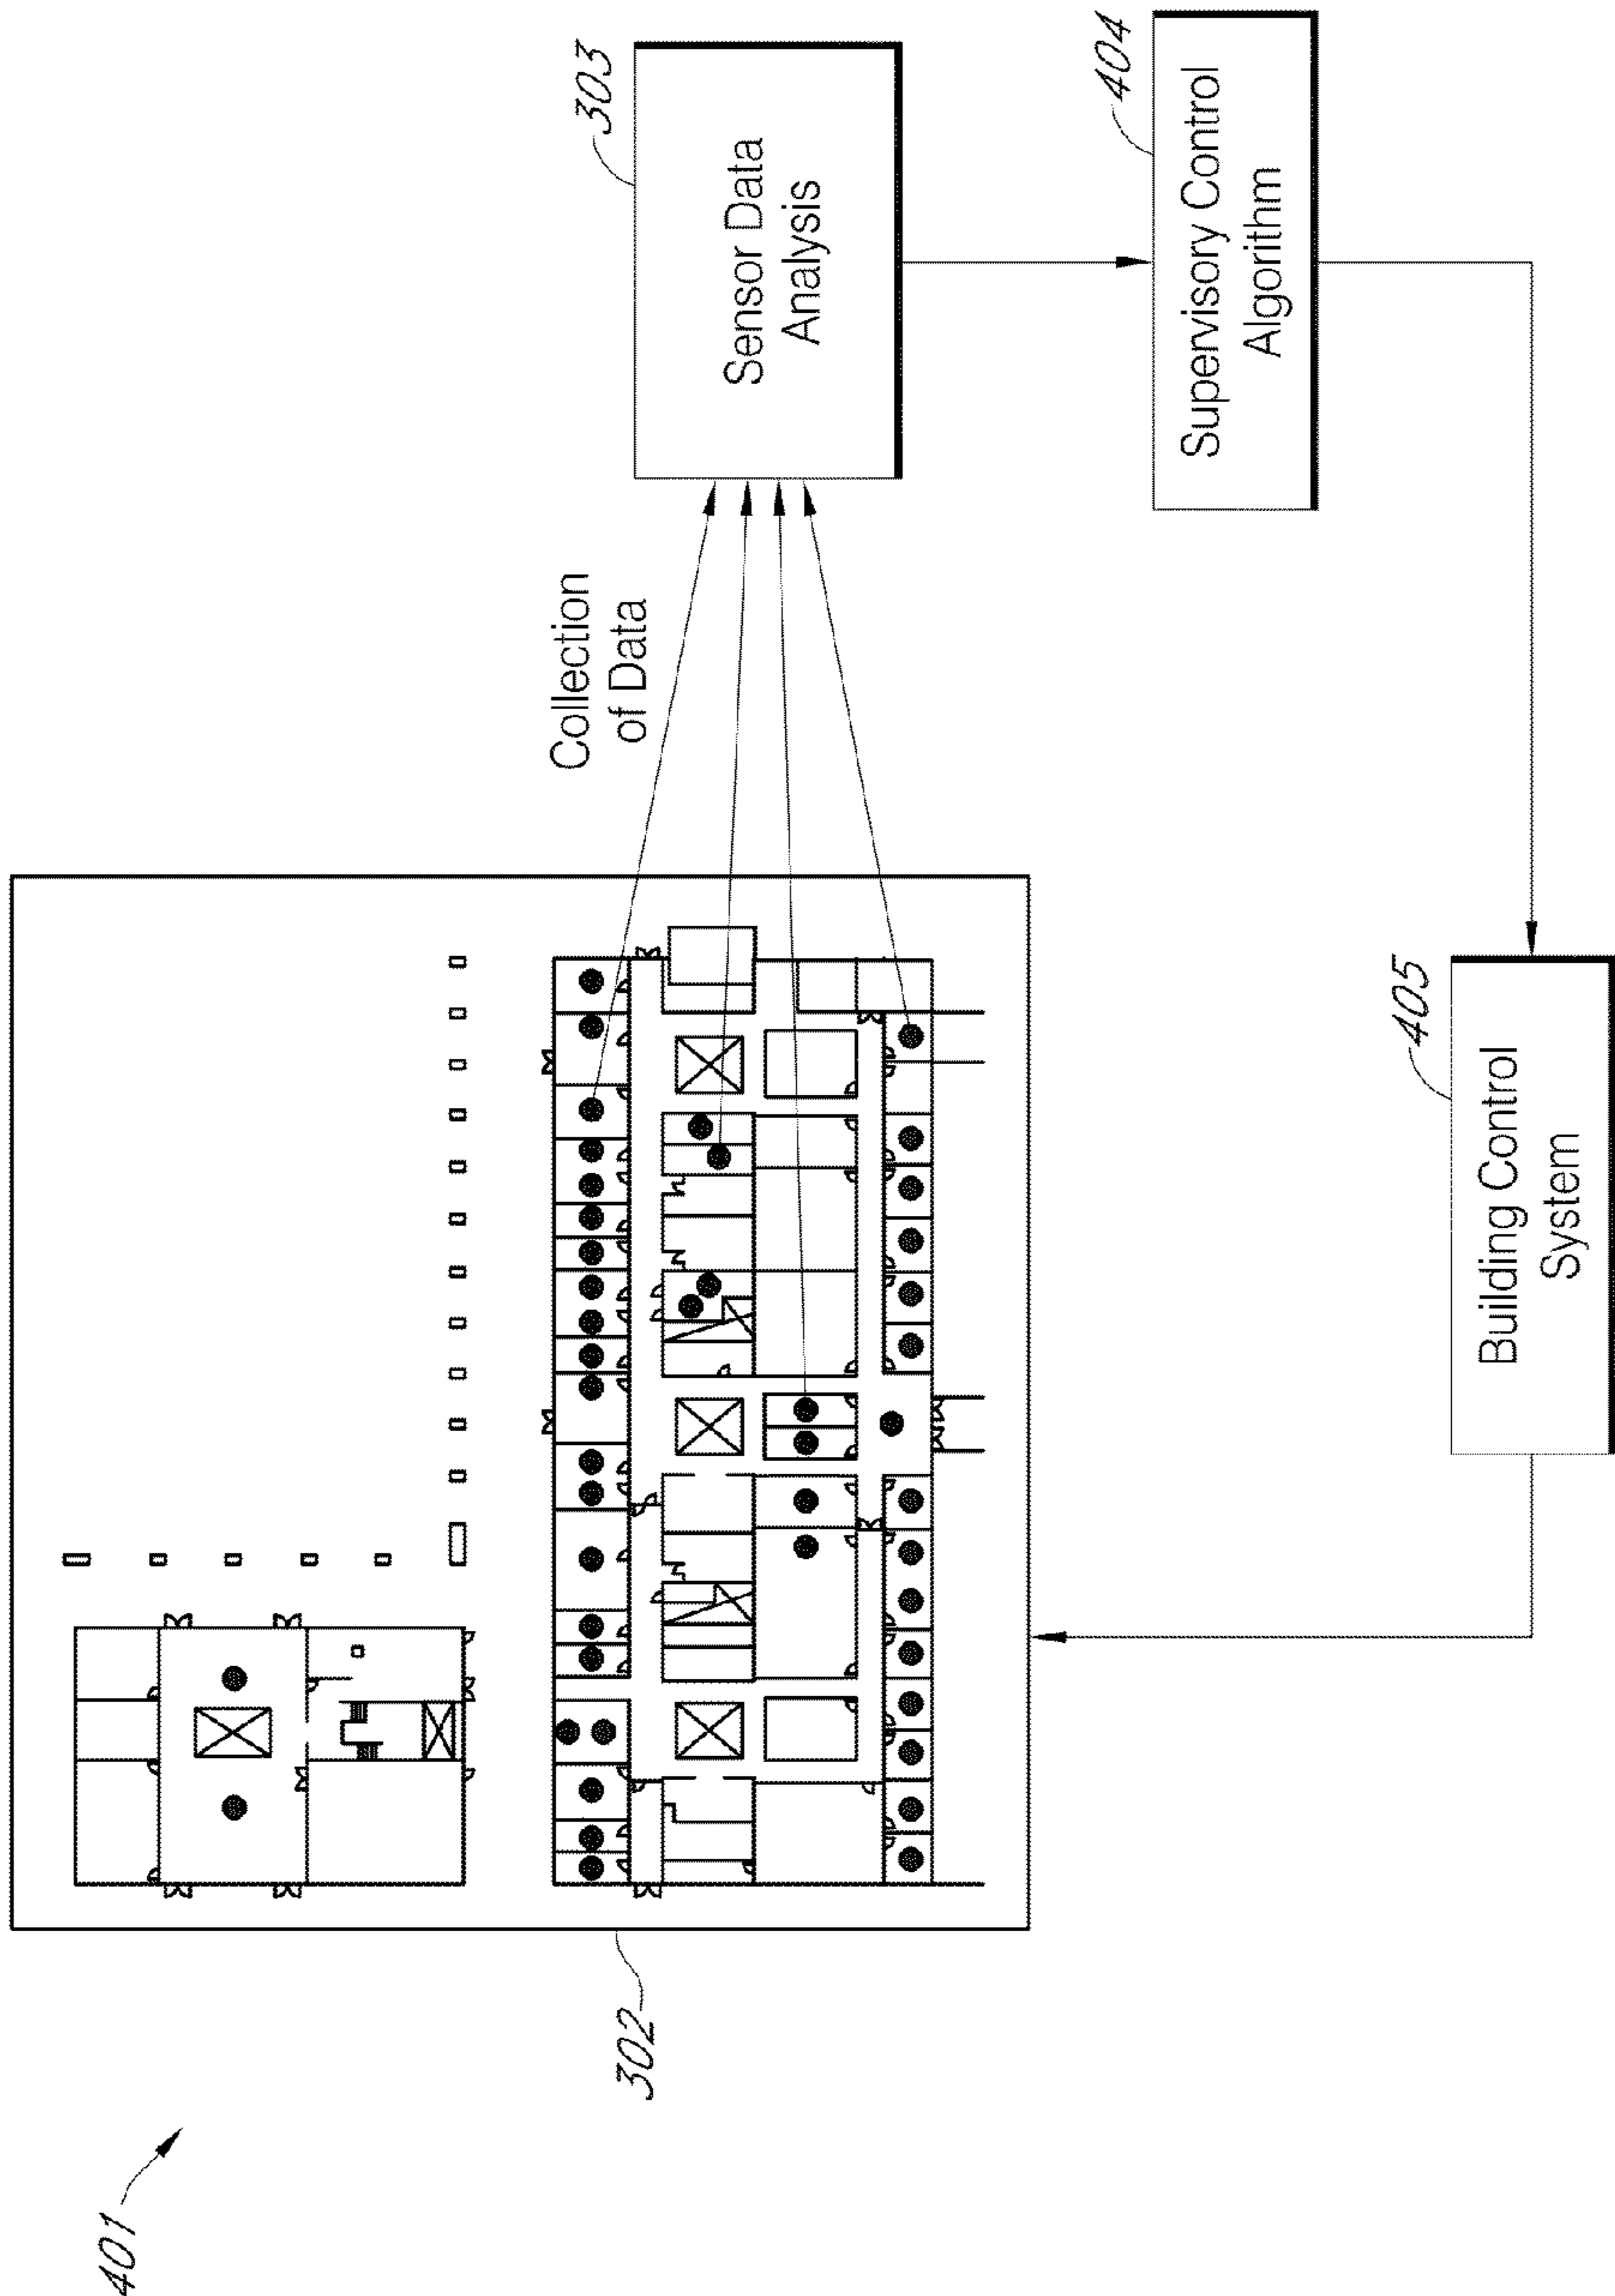 401
302
Collection
of Data
303
Sensor Data
Analysis
404
Supervisory Control
Algorithm
405
Building Control
System